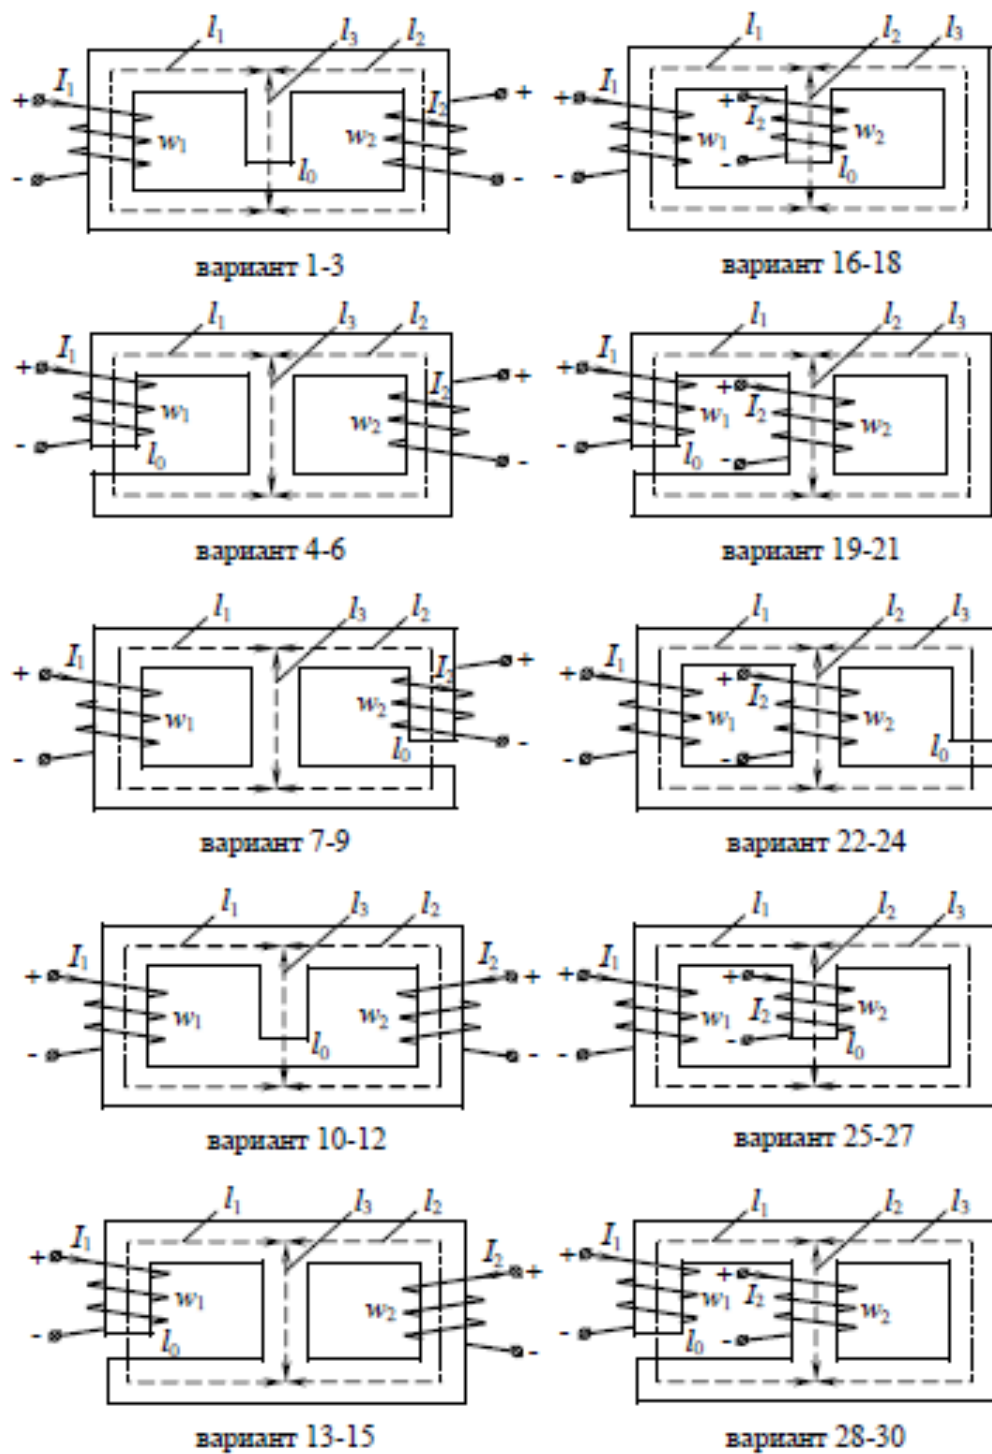 l₁ l₃ l₂
I₁ I₂
+ +
w₁ w₂
l₀
- -
вариант 1-3
l₁ l₂ l₃
I₁
+ +
I₂
w₁ w₂
- -
l₀
вариант 16-18
l₁ l₃ l₂
I₁ I₂
+ +
w₁ w₂
- l₀ -
вариант 4-6
l₁ l₂ l₃
I₁
+ +
w₁ I₂ w₂
- l₀ -
вариант 19-21
l₁ l₃ l₂
I₁ I₂
+ +
w₁ w₂
- l₀ -
вариант 7-9
l₁ l₂ l₃
I₁
+ +
w₁ I₂ w₂
- - l₀
вариант 22-24
l₁ l₃ l₂
I₁ I₂
+ +
w₁ w₂
- l₀ -
вариант 10-12
l₁ l₂ l₃
I₁
+ +
w₁ I₂ w₂
- - l₀
вариант 25-27
l₁ l₃ l₂
I₁ I₂
+ +
w₁ w₂
- l₀ -
вариант 13-15
l₁ l₂ l₃
I₁
+ +
w₁ I₂ w₂
- l₀ -
вариант 28-30